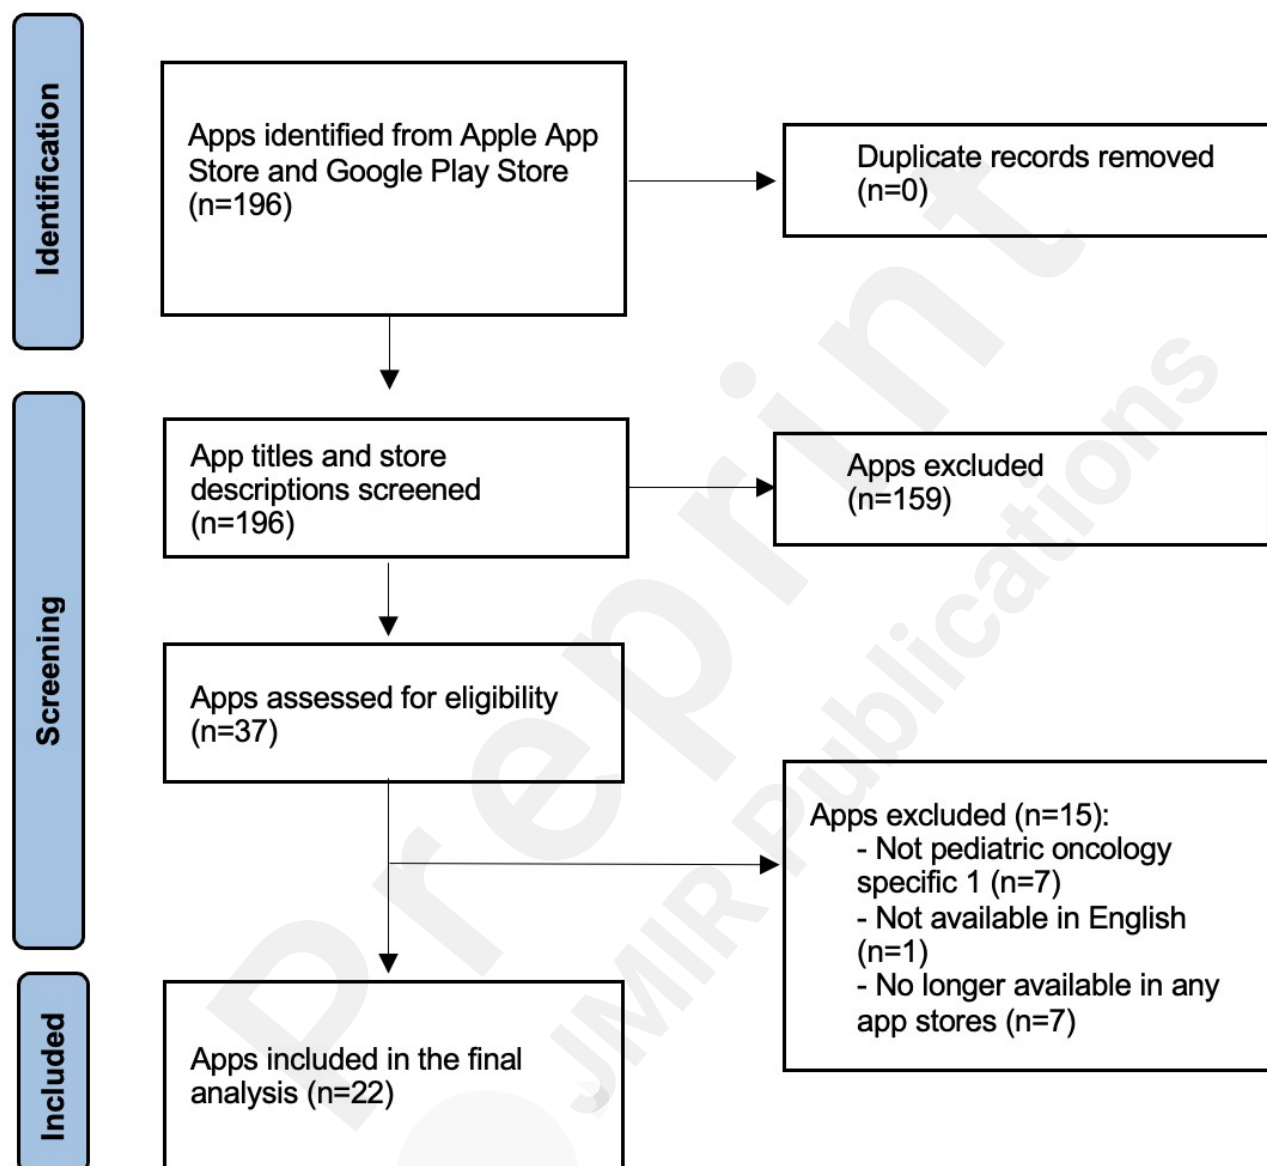 Identification
Apps identified from Apple App
Store and Google Play Store
(n=196)
Duplicate records removed
(n=0)
Screening
App titles and store
descriptions screened
(n=196)
Apps excluded
(n=159)
Apps assessed for eligibility
(n=37)
Apps excluded (n=15):
- Not pediatric oncology
specific 1 (n=7)
- Not available in English
(n=1)
- No longer available in any
app stores (n=7)
Included
Apps included in the final
analysis (n=22)
Preprint
JMIR Publications